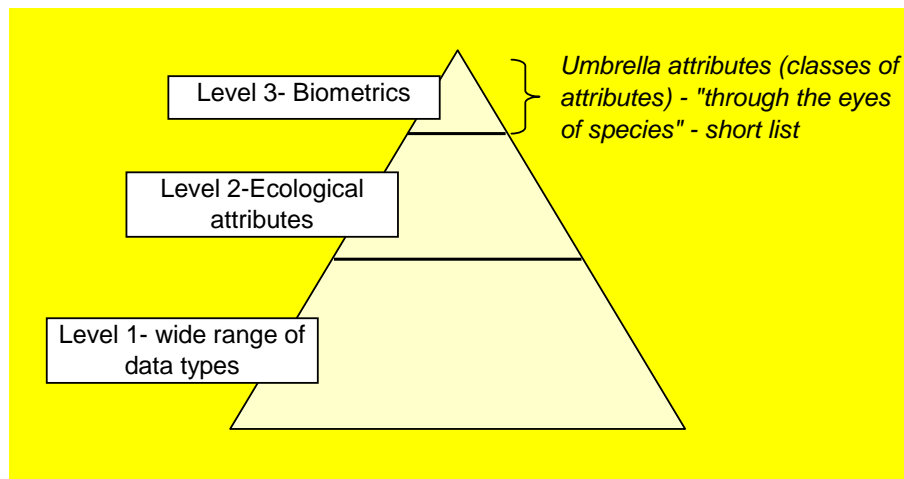 Level 3- Biometrics
Umbrella attributes (classes of
attributes) - "through the eyes
of species" - short list
Level 2-Ecological
attributes
Level 1- wide range of
data types